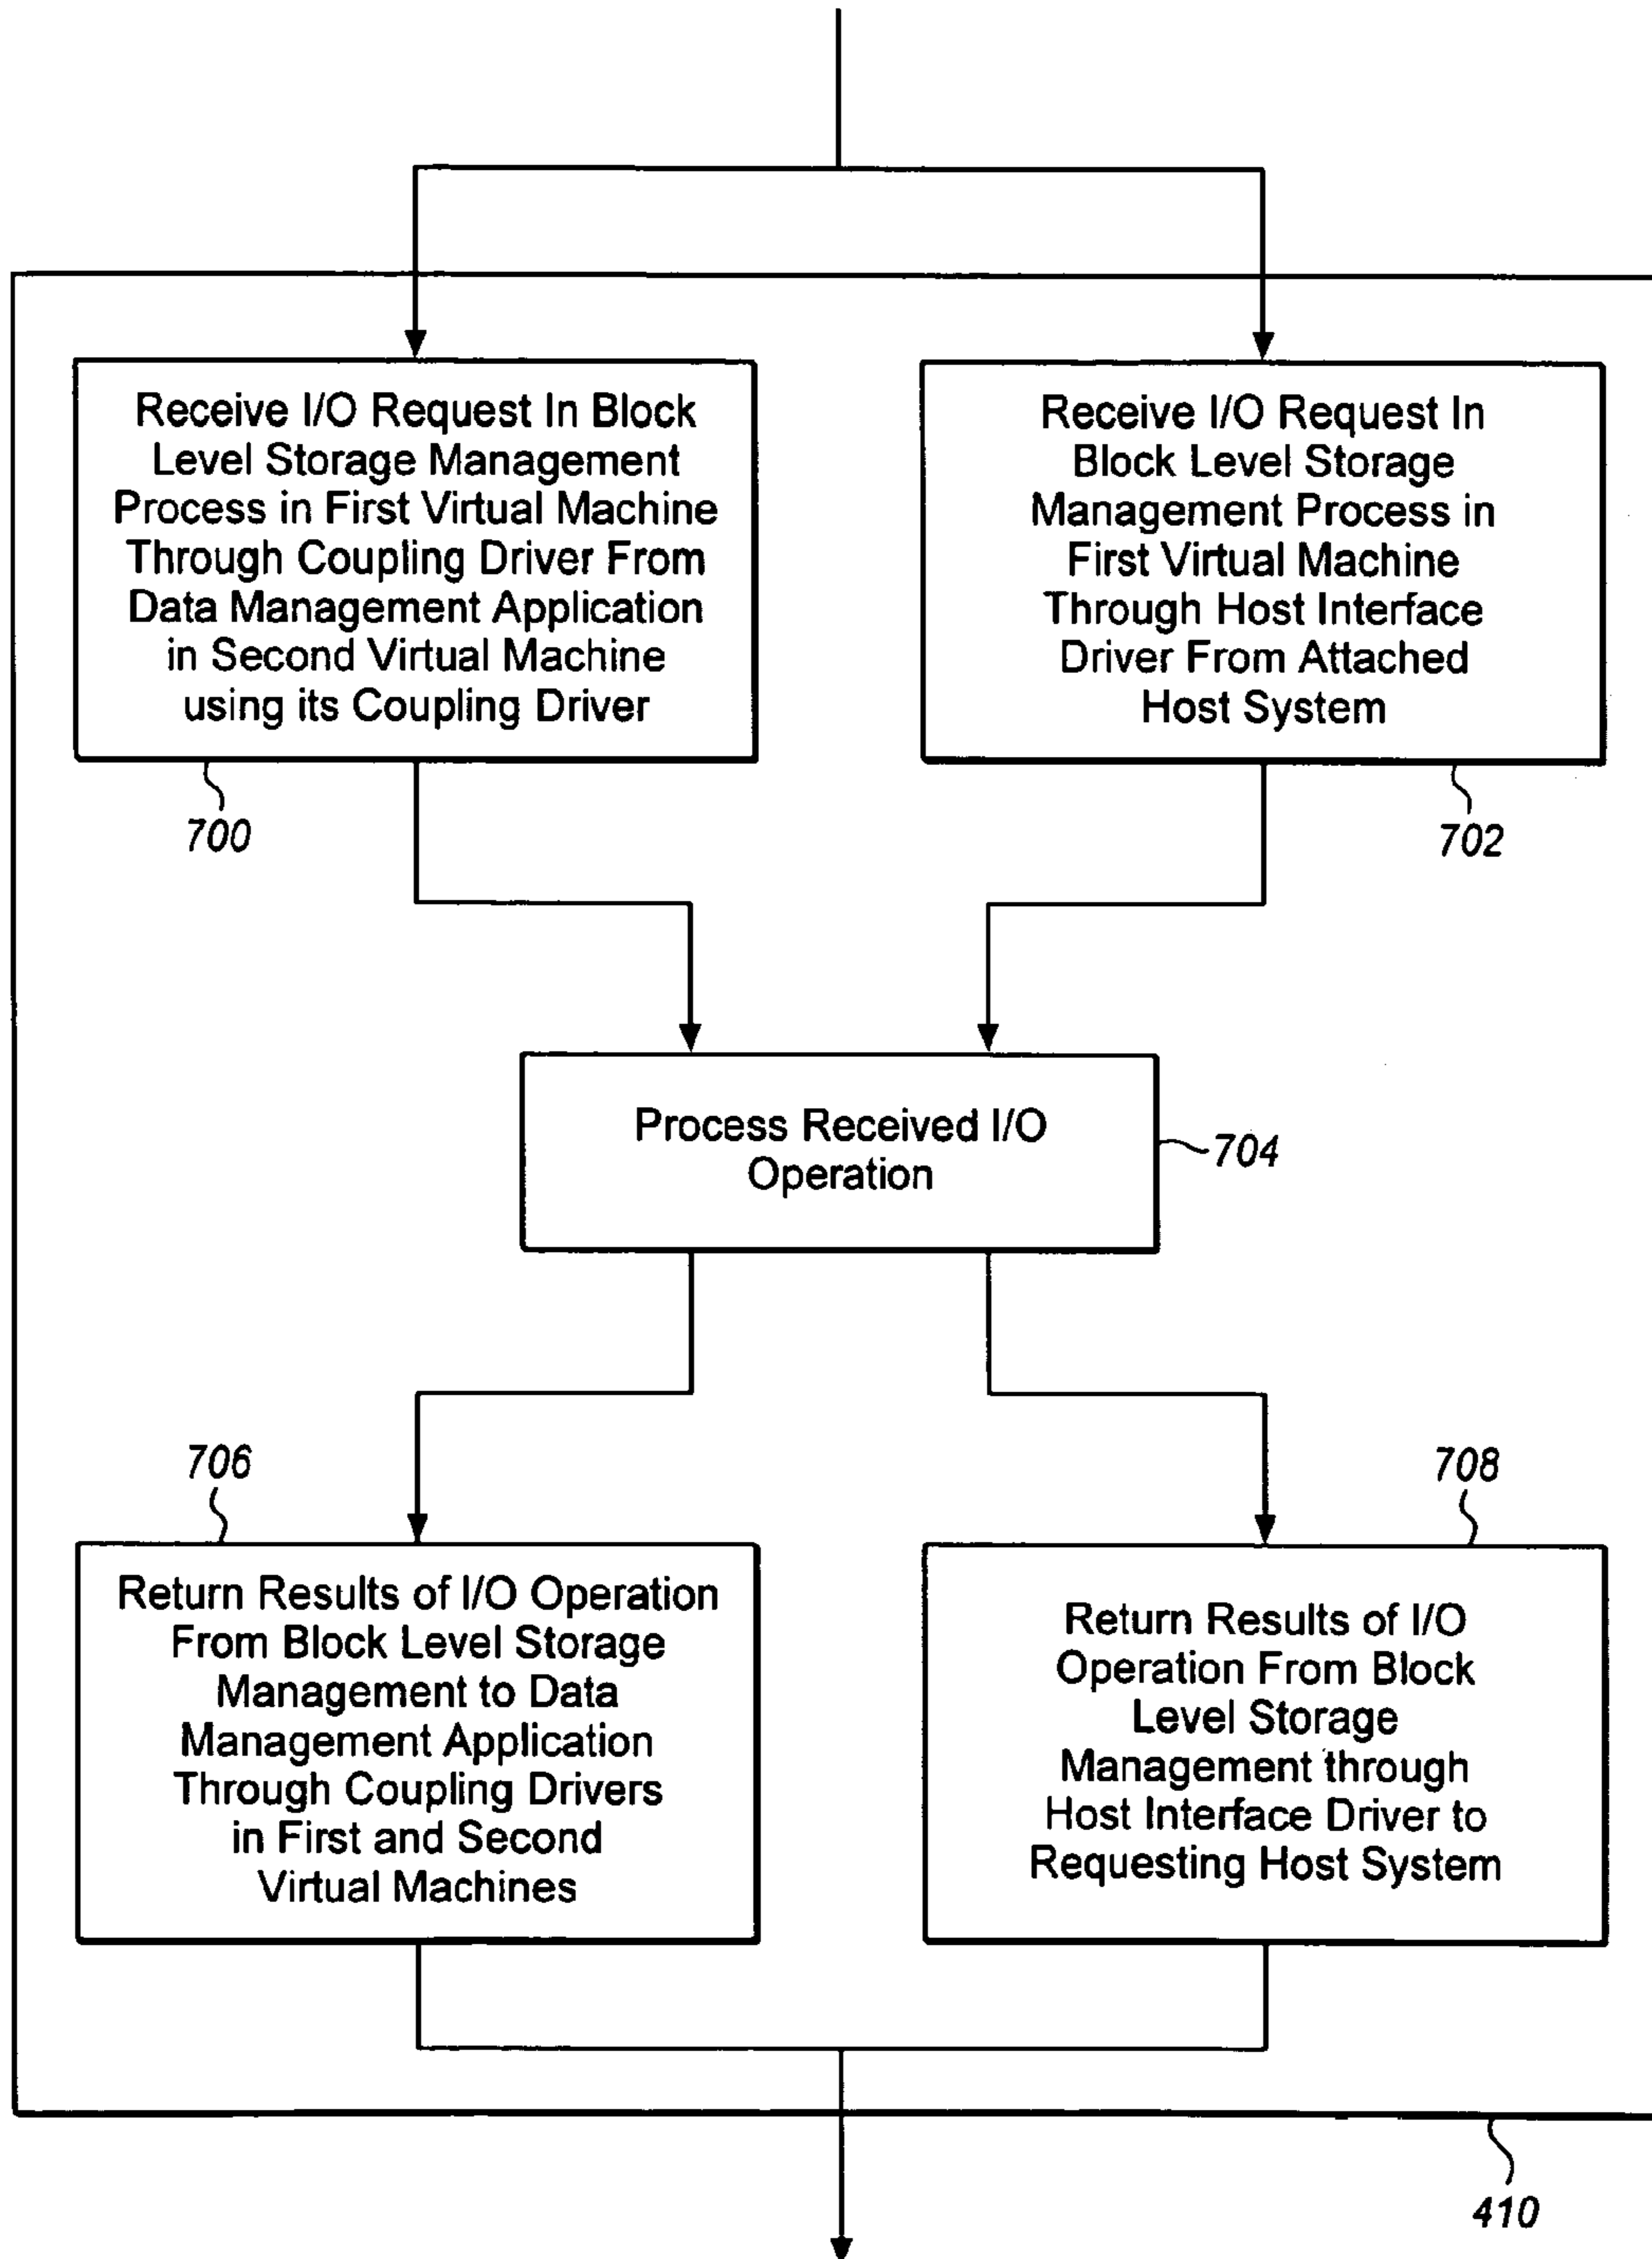 Receive I/O Request In Block
Level Storage Management
Process in First Virtual Machine
Through Coupling Driver From
Data Management Application
in Second Virtual Machine
using its Coupling Driver
700
Receive I/O Request In
Block Level Storage
Management Process in
First Virtual Machine
Through Host Interface
Driver From Attached
Host System
702
Process Received I/O
Operation
704
706
Return Results of I/O Operation
From Block Level Storage
Management to Data
Management Application
Through Coupling Drivers
in First and Second
Virtual Machines
708
Return Results of I/O
Operation From Block
Level Storage
Management through
Host Interface Driver to
Requesting Host System
410